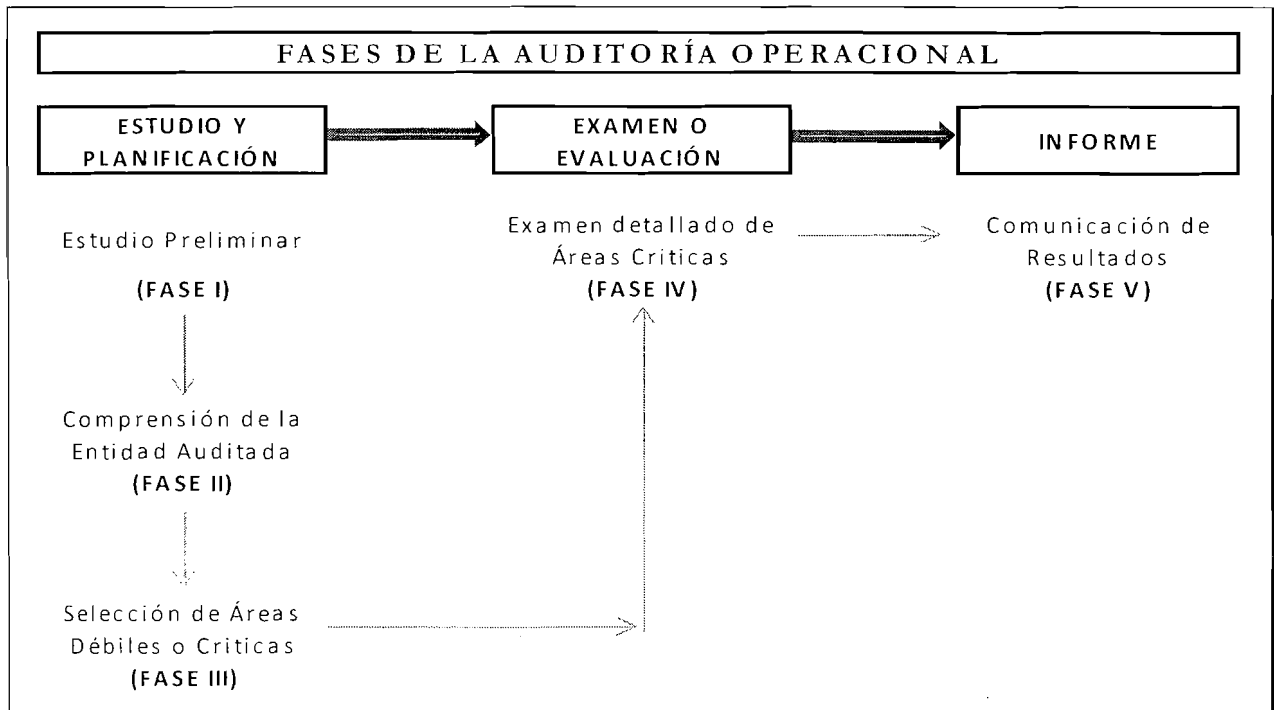 FASES DE LA AUDITORÍA OPERACIONAL
ESTUDIO Y
PLANIFICACIÓN
EXAMEN O
EVALUACIÓN
INFORME
Estudio Preliminar
(FASE I)
Comprensión de la
Entidad Auditada
(FASE II)
Selección de Áreas
Débiles o Criticas
(FASE III)
Examen detallado de
Áreas Criticas
(FASE IV)
Comunicación de
Resultados
(FASE V)